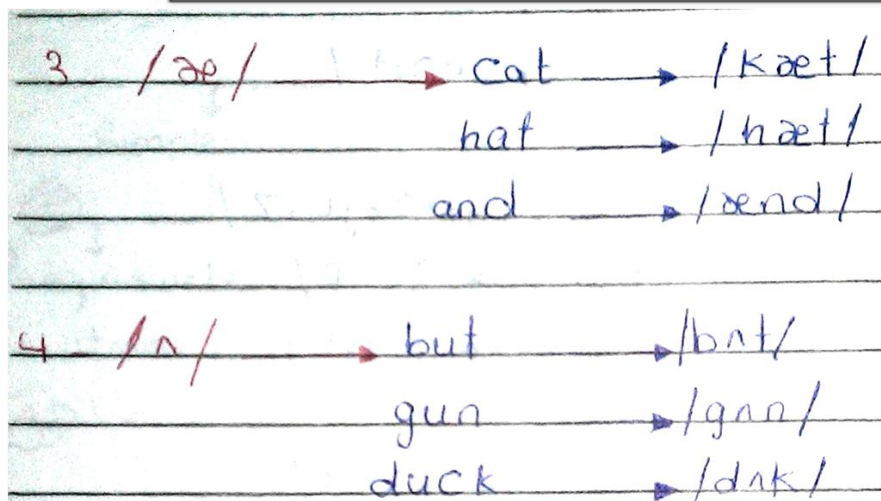 3 /æ/ → cat → /kæt/
hat → /hæt/
and → /ænd/
4 - /ʌ/ → but → /bʌt/
gun → /gʌn/
duck → /dʌk/